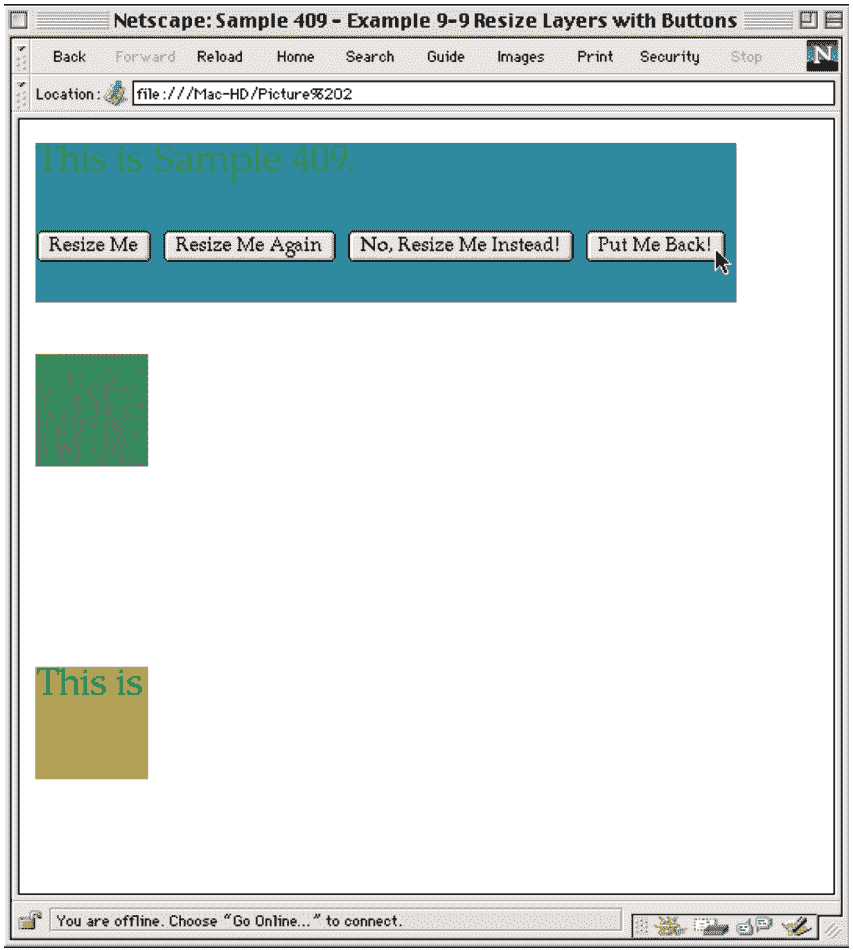 Netscape: Sample 409 - Example 9-9 Resize Layers with Buttons
Back Forward Reload Home Search Guide Images Print Security Stop N
Location: file:///Mac-HD/Picture%202
This is Sample 409.
Resize Me Resize Me Again No, Resize Me Instead! Put Me Back!
This is
You are offline. Choose "Go Online..." to connect.